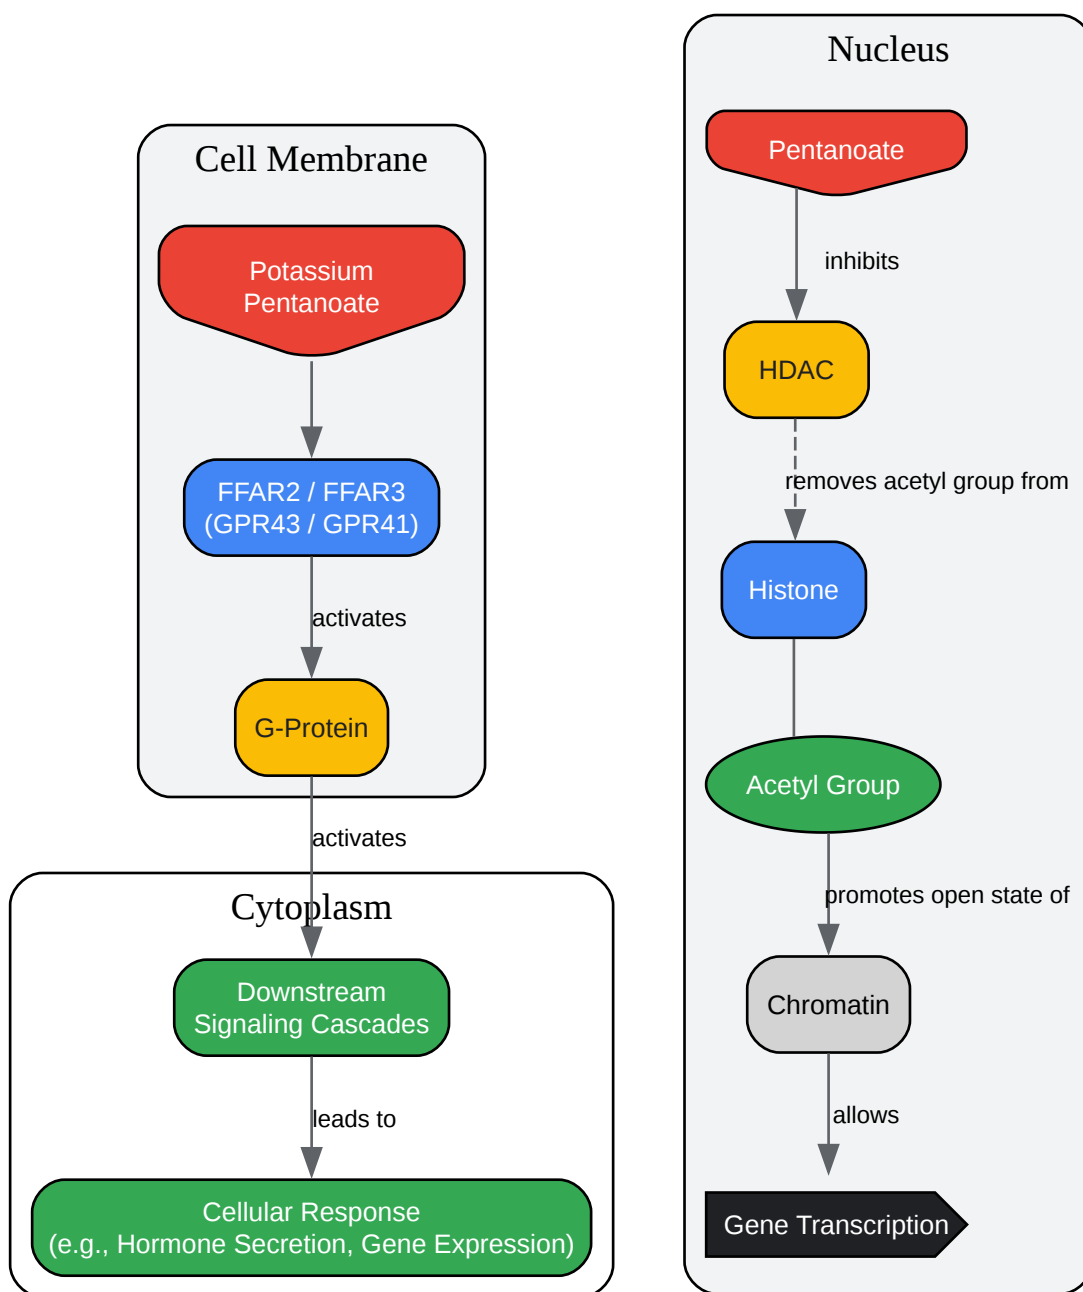 Cell Membrane
Potassium
Pentanoate
FFAR2 / FFAR3
(GPR43 / GPR41)
activates
G-Protein
activates
Cytoplasm
Downstream
Signaling Cascades
leads to
Cellular Response
(e.g., Hormone Secretion, Gene Expression)
Nucleus
Pentanoate
inhibits
HDAC
removes acetyl group from
Histone
Acetyl Group
promotes open state of
Chromatin
allows
Gene Transcription